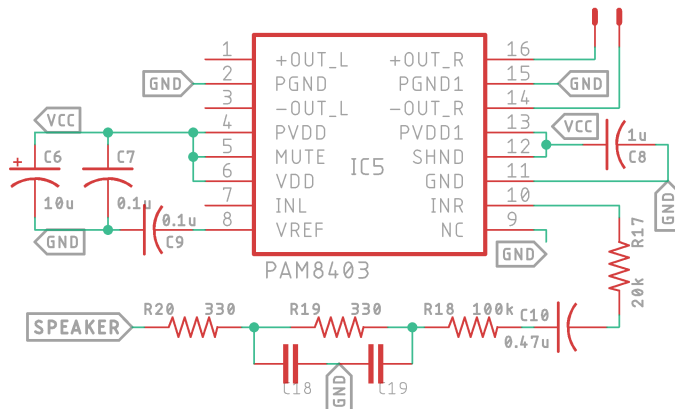 1 +OUT_L +OUT_R 16
GND 2 PGND PGND1 15 GND
3 -OUT_L -OUT_R 14
VCC 4 PVDD PVDD1 13 VCC 1u
+ C6 C7 5 MUTE SHND 12 C8
IC5
6 VDD GND 11
10u 0.1u 7 INL INR 10 GND
0.1u 8 VREF NC 9 R17
GND C9 GND
PAM8403 20k
R20 330 R19 330 R18 100k C10
SPEAKER 0.47u
C18 GND C19